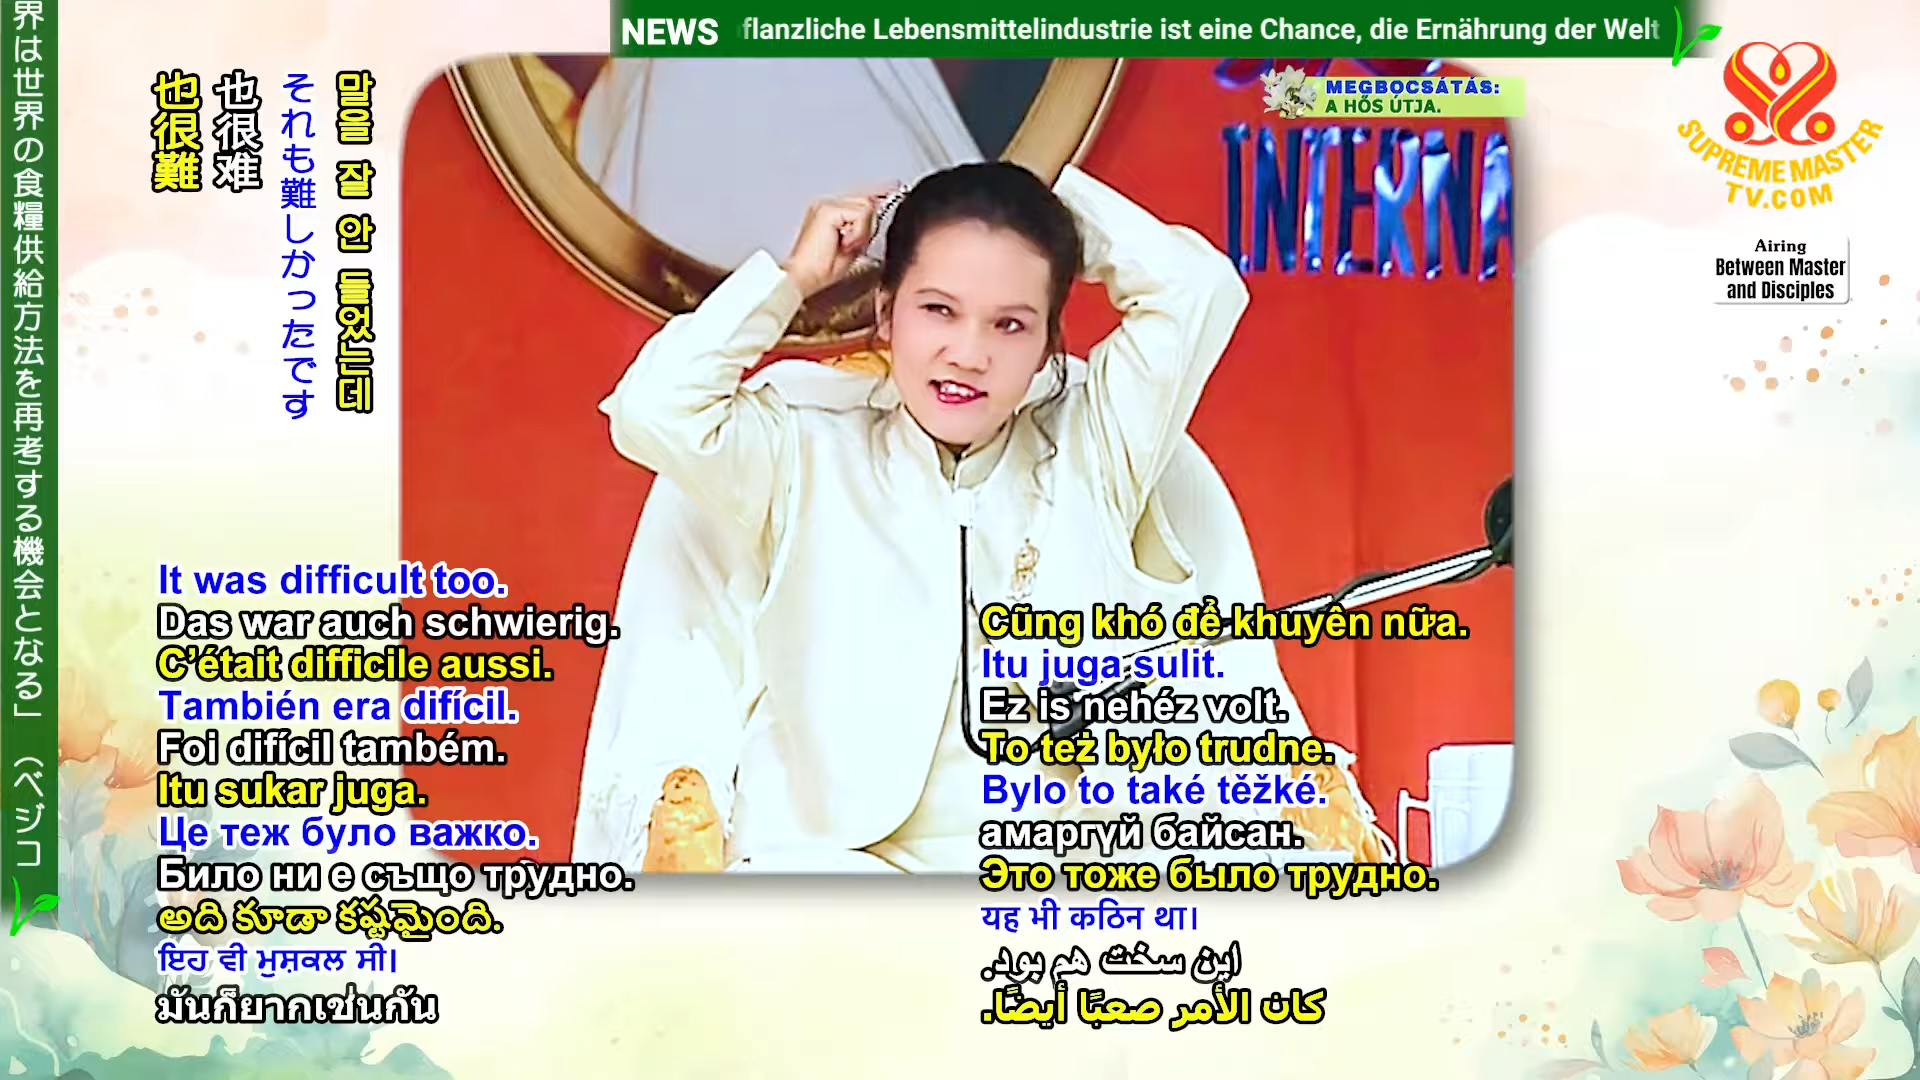 NEWS
flanzliche Lebensmittelindustrie ist eine Chance, die Ernährung der Welt
界は世界の食糧供給方法を再考する機会となる」（ベジコ
말을 잘 안 들었는데
それも難しかったです
也很难
也很難
MEGBOCSÁTÁS:
A HŐS ÚTJA.
INTERNA
SUPREME MASTER
TV.COM
Airing
Between Master
and Disciples
It was difficult too.
Das war auch schwierig.
C’était difficile aussi.
También era difícil.
Foi difícil também.
Itu sukar juga.
Це теж було важко.
Било ни е също трудно.
అది కూడా కష్టమైంది.
ਇਹ ਵੀ ਮੁਸ਼ਕਲ ਸੀ।
มันก็ยากเช่นกัน
Cũng khó để khuyên nữa.
Itu juga sulit.
Ez is nehéz volt.
To też było trudne.
Bylo to také těžké.
амаргүй байсан.
Это тоже было трудно.
यह भी कठिन था।
این سخت هم بود.
كان الأمر صعبًا أيضًا.